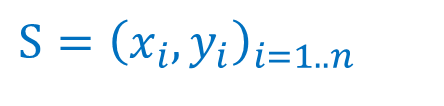 S = (xᵢ, yᵢ)ᵢ₌₁..ₙ